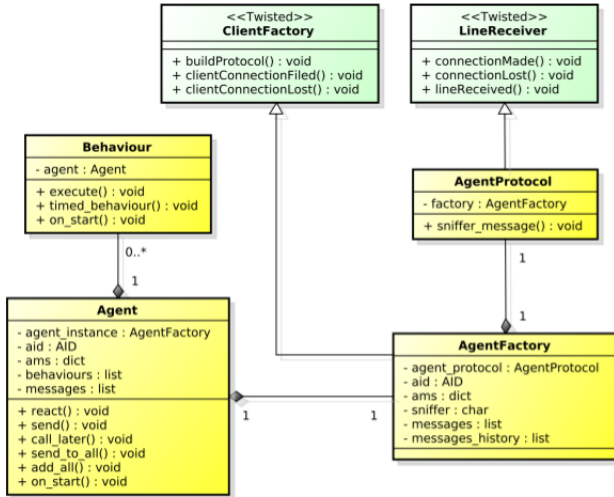 <<Twisted>>
ClientFactory
+ buildProtocol() : void
+ clientConnectionFiled() : void
+ clientConnectionLost() : void
<<Twisted>>
LineReceiver
+ connectionMade() : void
+ connectionLost() : void
+ lineReceived() : void
Behaviour
- agent : Agent
+ execute() : void
+ timed_behaviour() : void
+ on_start() : void
AgentProtocol
- factory : AgentFactory
+ sniffer_message() : void
0..*
1
1
1
Agent
- agent_instance : AgentFactory
- aid : AID
- ams : dict
- behaviours : list
- messages : list
+ react() : void
+ send() : void
+ call_later() : void
+ send_to_all() : void
+ add_all() : void
+ on_start() : void
1
1
AgentFactory
- agent_protocol : AgentProtocol
- aid : AID
- ams : dict
- sniffer : char
- messages : list
- messages_history : list